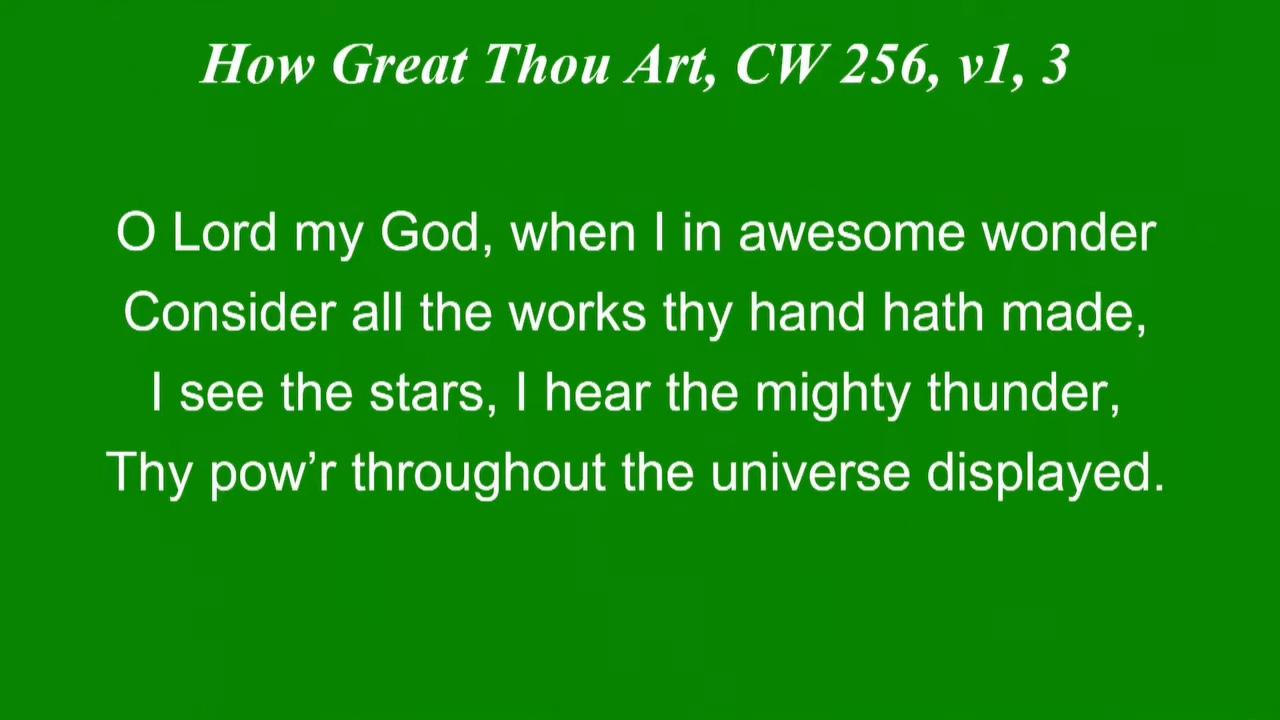 How Great Thou Art, CW 256, v1, 3
O Lord my God, when I in awesome wonder
Consider all the works thy hand hath made,
I see the stars, I hear the mighty thunder,
Thy pow’r throughout the universe displayed.